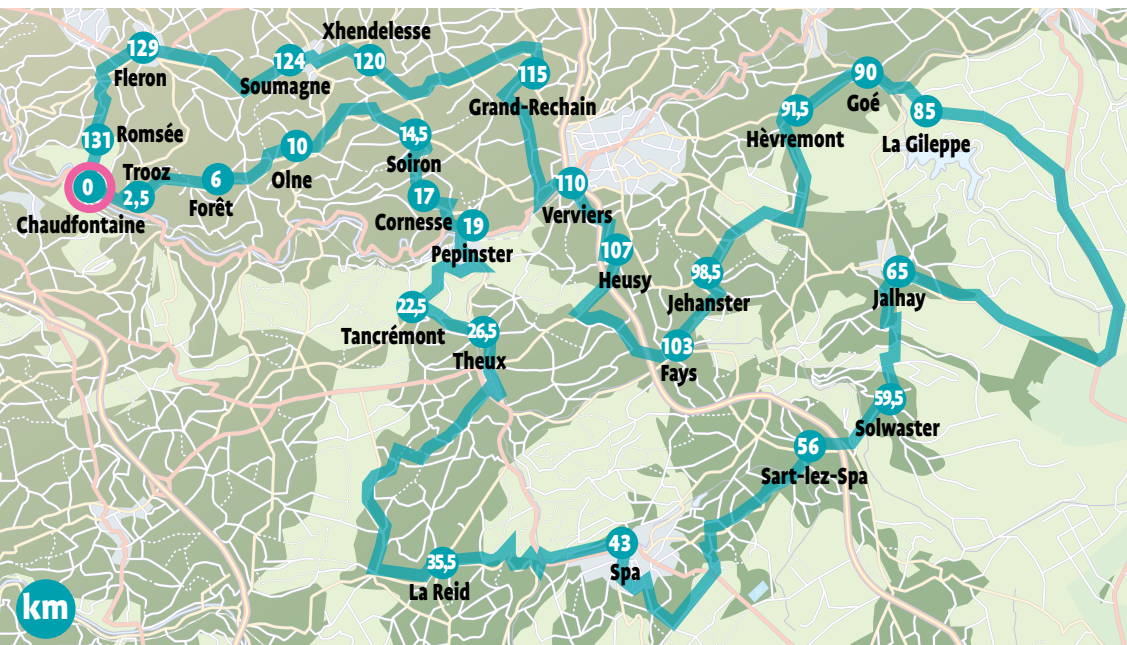 Xhendelesse
129
Fleron
124
Soumagne
120
115
Grand-Rechain
90
Goé
85
La Gileppe
91,5
Hèvremont
131
Romsée
Trooz
0
2,5
Chaudfontaine
6
Forêt
10
Olne
14,5
Soiron
17
Cornesse
19
Pepinster
110
Verviers
107
Heusy
98,5
Jehanster
65
Jalhay
22,5
Tancrémont
26,5
Theux
103
Fays
59,5
Solwaster
56
Sart-lez-Spa
35,5
La Reid
43
Spa
km